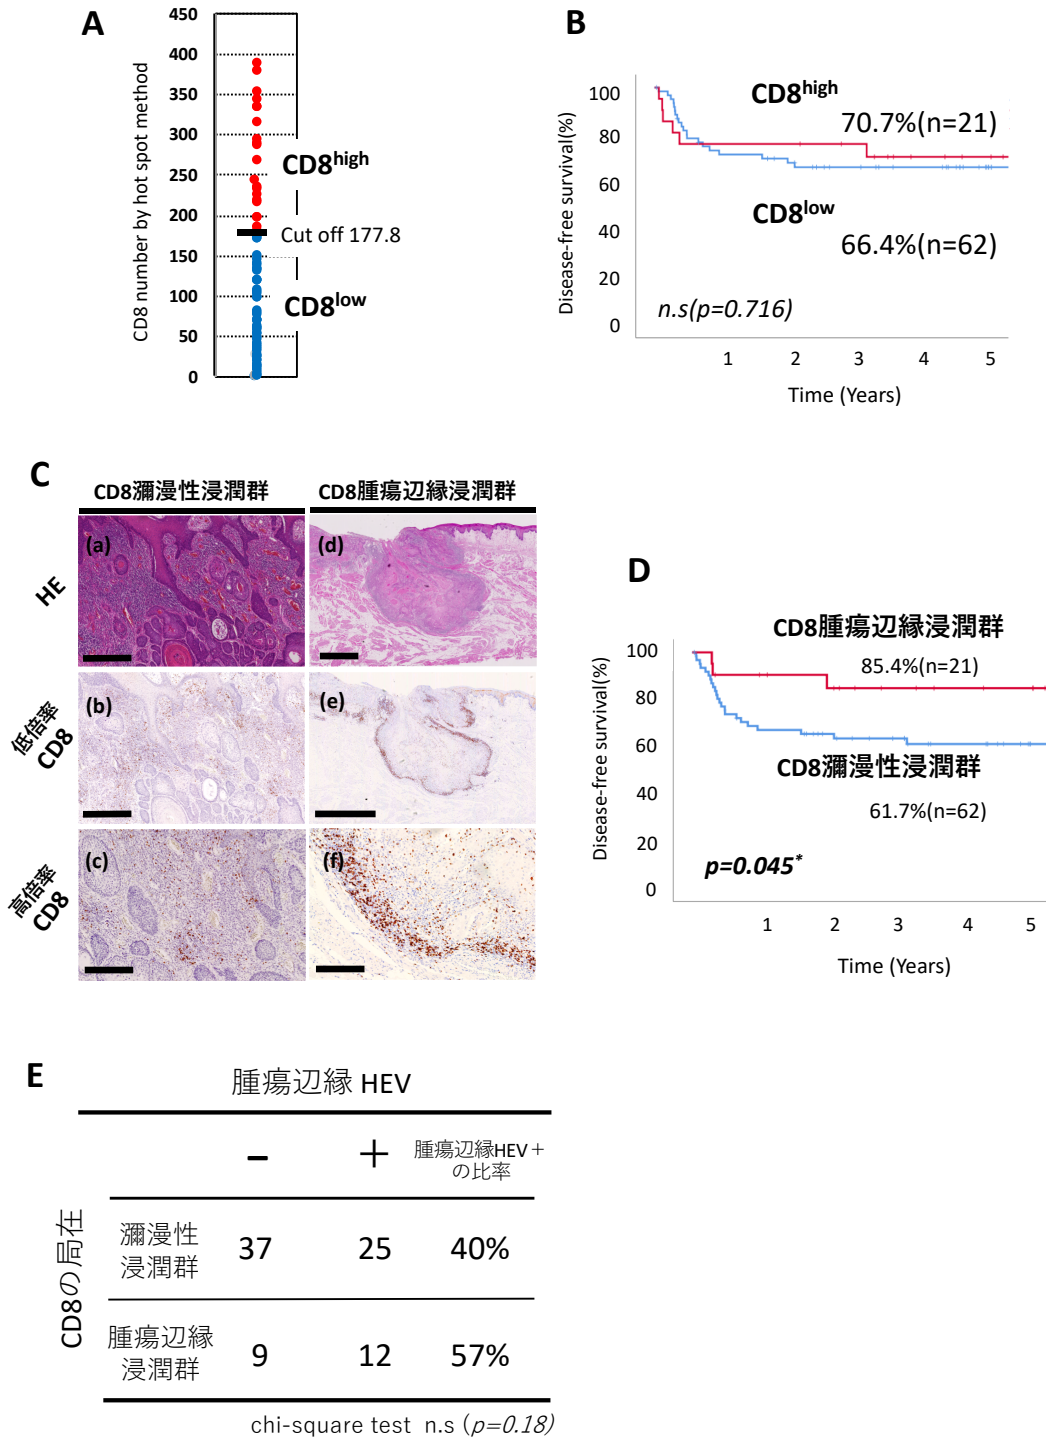 A
CD8 number by hot spot method
450
400
350
300
250
200
150
100
50
0
CD8high
Cut off 177.8
CD8low
B
Disease-free survival(%)
100
80
60
40
20
0
CD8high
70.7%(n=21)
CD8low
66.4%(n=62)
n.s(p=0.716)
1 2 3 4 5
Time (Years)
C
CD8瀰漫性浸潤群 CD8腫瘍辺縁浸潤群
HE
(a) (d)
低倍率
CD8
(b) (e)
高倍率
CD8
(c) (f)
D
Disease-free survival(%)
100
80
60
40
20
0
CD8腫瘍辺縁浸潤群
85.4%(n=21)
CD8瀰漫性浸潤群
61.7%(n=62)
p=0.045*
1 2 3 4 5
Time (Years)
E
腫瘍辺縁 HEV
− ＋ 腫瘍辺縁HEV＋
の比率
CD8の局在
瀰漫性
浸潤群
37 25 40%
腫瘍辺縁
浸潤群
9 12 57%
chi-square test n.s (p=0.18)